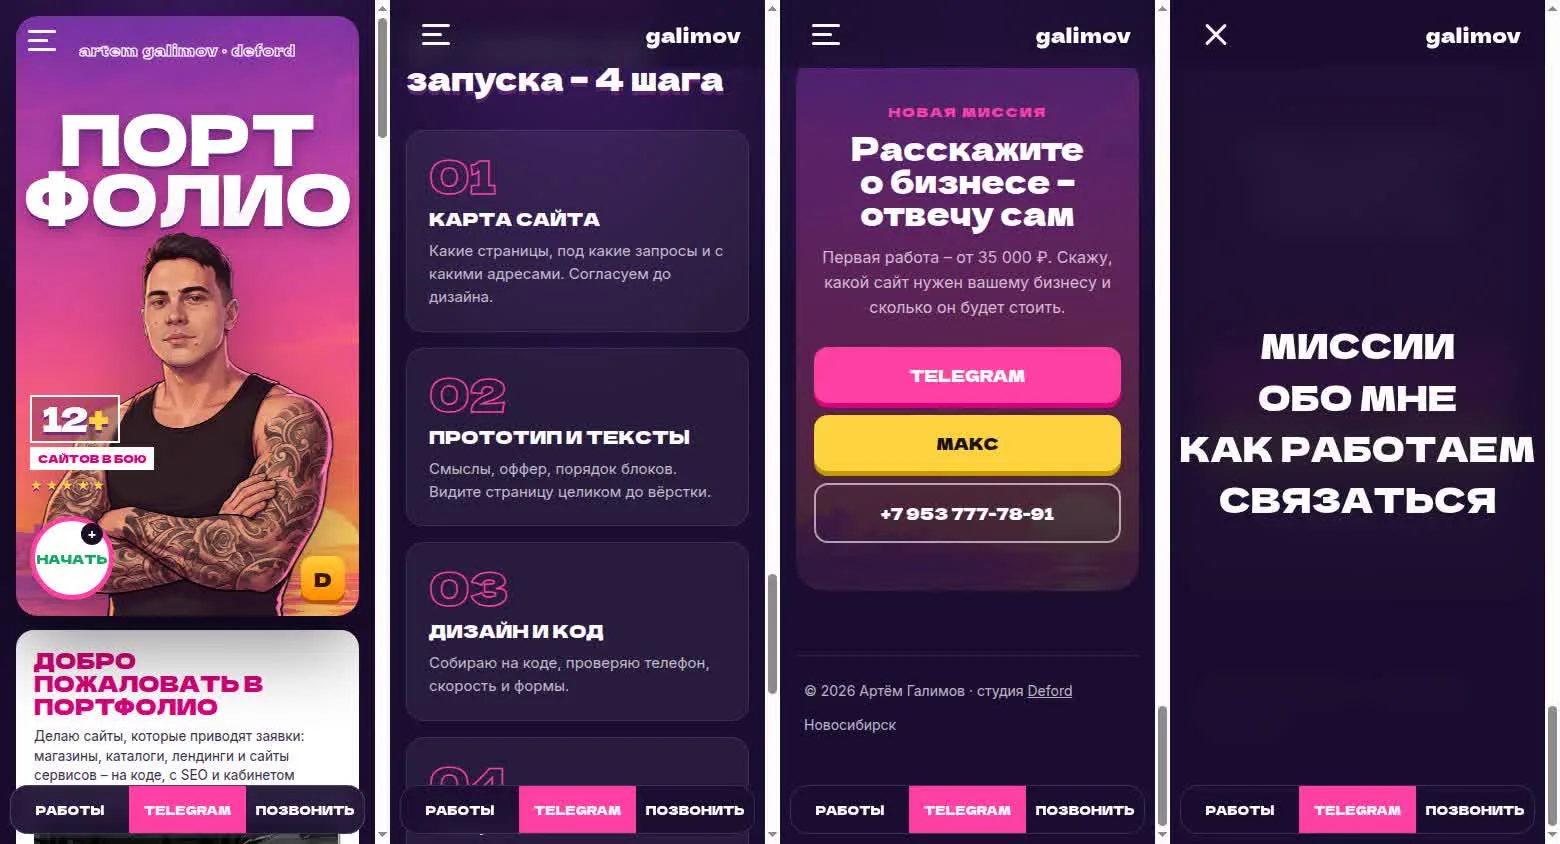 artem galimov · deford
ПОРТ
ФОЛИО
12+
САЙТОВ В БОЮ
★★★★★
+
НАЧАТЬ
D
ДОБРО
ПОЖАЛОВАТЬ В
ПОРТФОЛИО
Делаю сайты, которые приводят заявки:
магазины, каталоги, лендинги и сайты
сервисов – на коде, с SEO и кабинетом
РАБОТЫ
TELEGRAM
ПОЗВОНИТЬ
galimov
запуска – 4 шага
01
КАРТА САЙТА
Какие страницы, под какие запросы и с
какими адресами. Согласуем до
дизайна.
02
ПРОТОТИП И ТЕКСТЫ
Смыслы, оффер, порядок блоков.
Видите страницу целиком до вёрстки.
03
ДИЗАЙН И КОД
Собираю на коде, проверяю телефон,
скорость и формы.
04
РАБОТЫ
TELEGRAM
ПОЗВОНИТЬ
galimov
НОВАЯ МИССИЯ
Расскажите
о бизнесе –
отвечу сам
Первая работа – от 35 000 ₽. Скажу,
какой сайт нужен вашему бизнесу и
сколько он будет стоить.
TELEGRAM
МАКС
+7 953 777-78-91
© 2026 Артём Галимов · студия Deford
Новосибирск
РАБОТЫ
TELEGRAM
ПОЗВОНИТЬ
galimov
МИССИИ
ОБО МНЕ
КАК РАБОТАЕМ
СВЯЗАТЬСЯ
РАБОТЫ
TELEGRAM
ПОЗВОНИТЬ